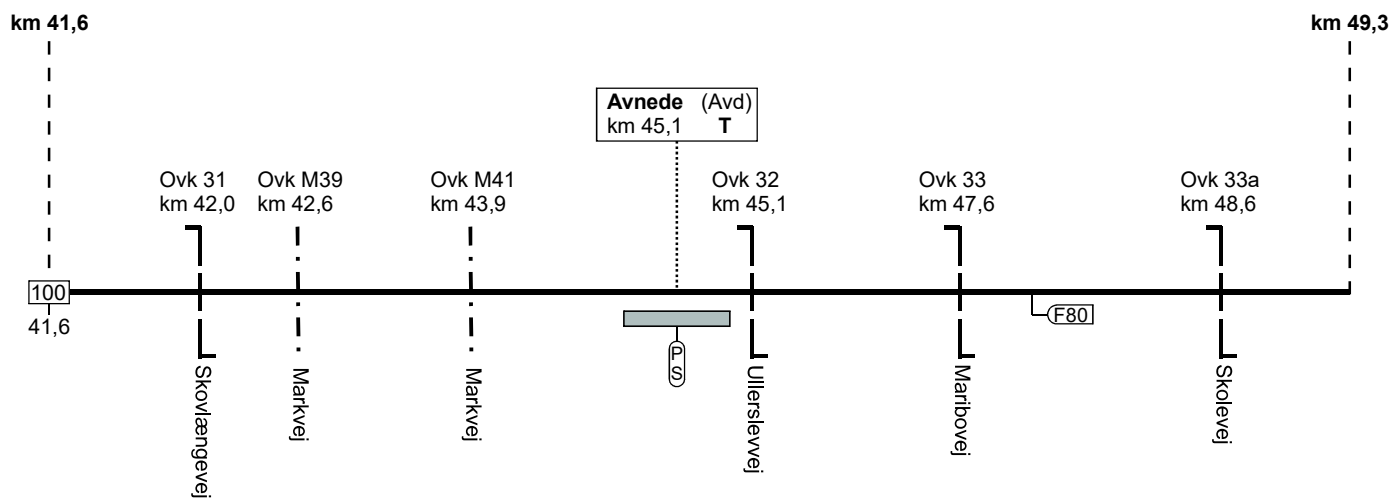 km 41,6
km 49,3
Avnede (Avd)
km 45,1 T
Ovk 31
km 42,0
Ovk M39
km 42,6
Ovk M41
km 43,9
Ovk 32
km 45,1
Ovk 33
km 47,6
Ovk 33a
km 48,6
100
41,6
F80
P
S
Skovlængevej
Markvej
Markvej
Ullerslevvej
Maribovej
Skolevej